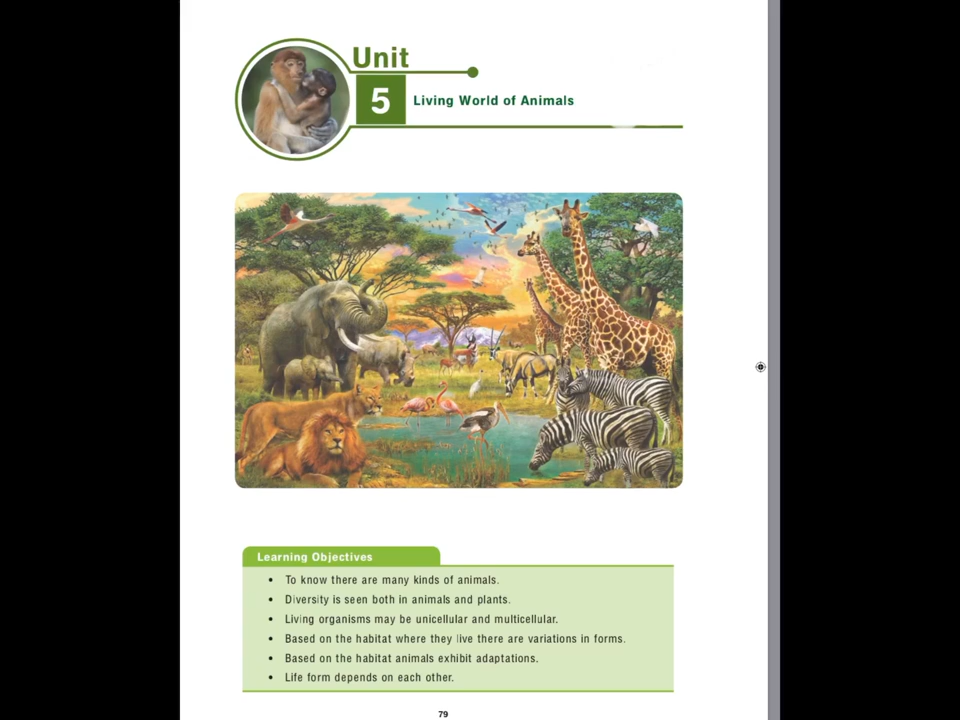 Unit
5
Living World of Animals
Learning Objectives
• To know there are many kinds of animals.
• Diversity is seen both in animals and plants.
• Living organisms may be unicellular and multicellular.
• Based on the habitat where they live there are variations in forms.
• Based on the habitat animals exhibit adaptations.
• Life form depends on each other.
79